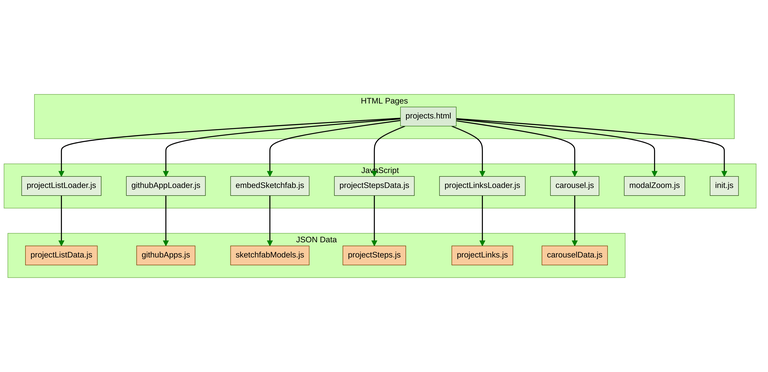 HTML Pages
projects.html
JavaScript
projectListLoader.js
githubAppLoader.js
embedSketchfab.js
projectStepsData.js
projectLinksLoader.js
carousel.js
modalZoom.js
init.js
JSON Data
projectListData.js
githubApps.js
sketchfabModels.js
projectSteps.js
projectLinks.js
carouselData.js